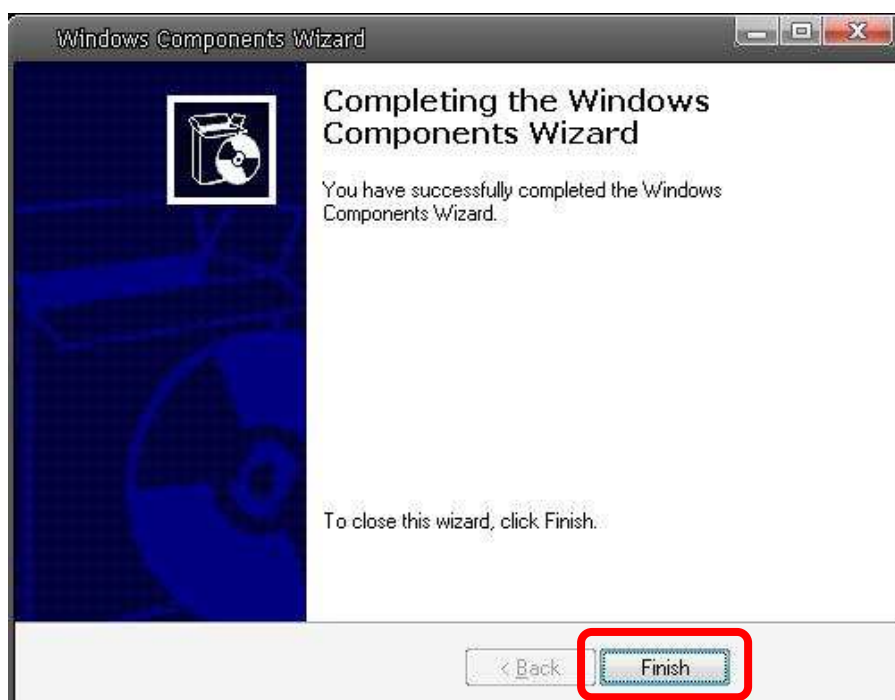 Windows Components Wizard
Completing the Windows
Components Wizard
You have successfully completed the Windows
Components Wizard.
To close this wizard, click Finish.
< Back
Finish